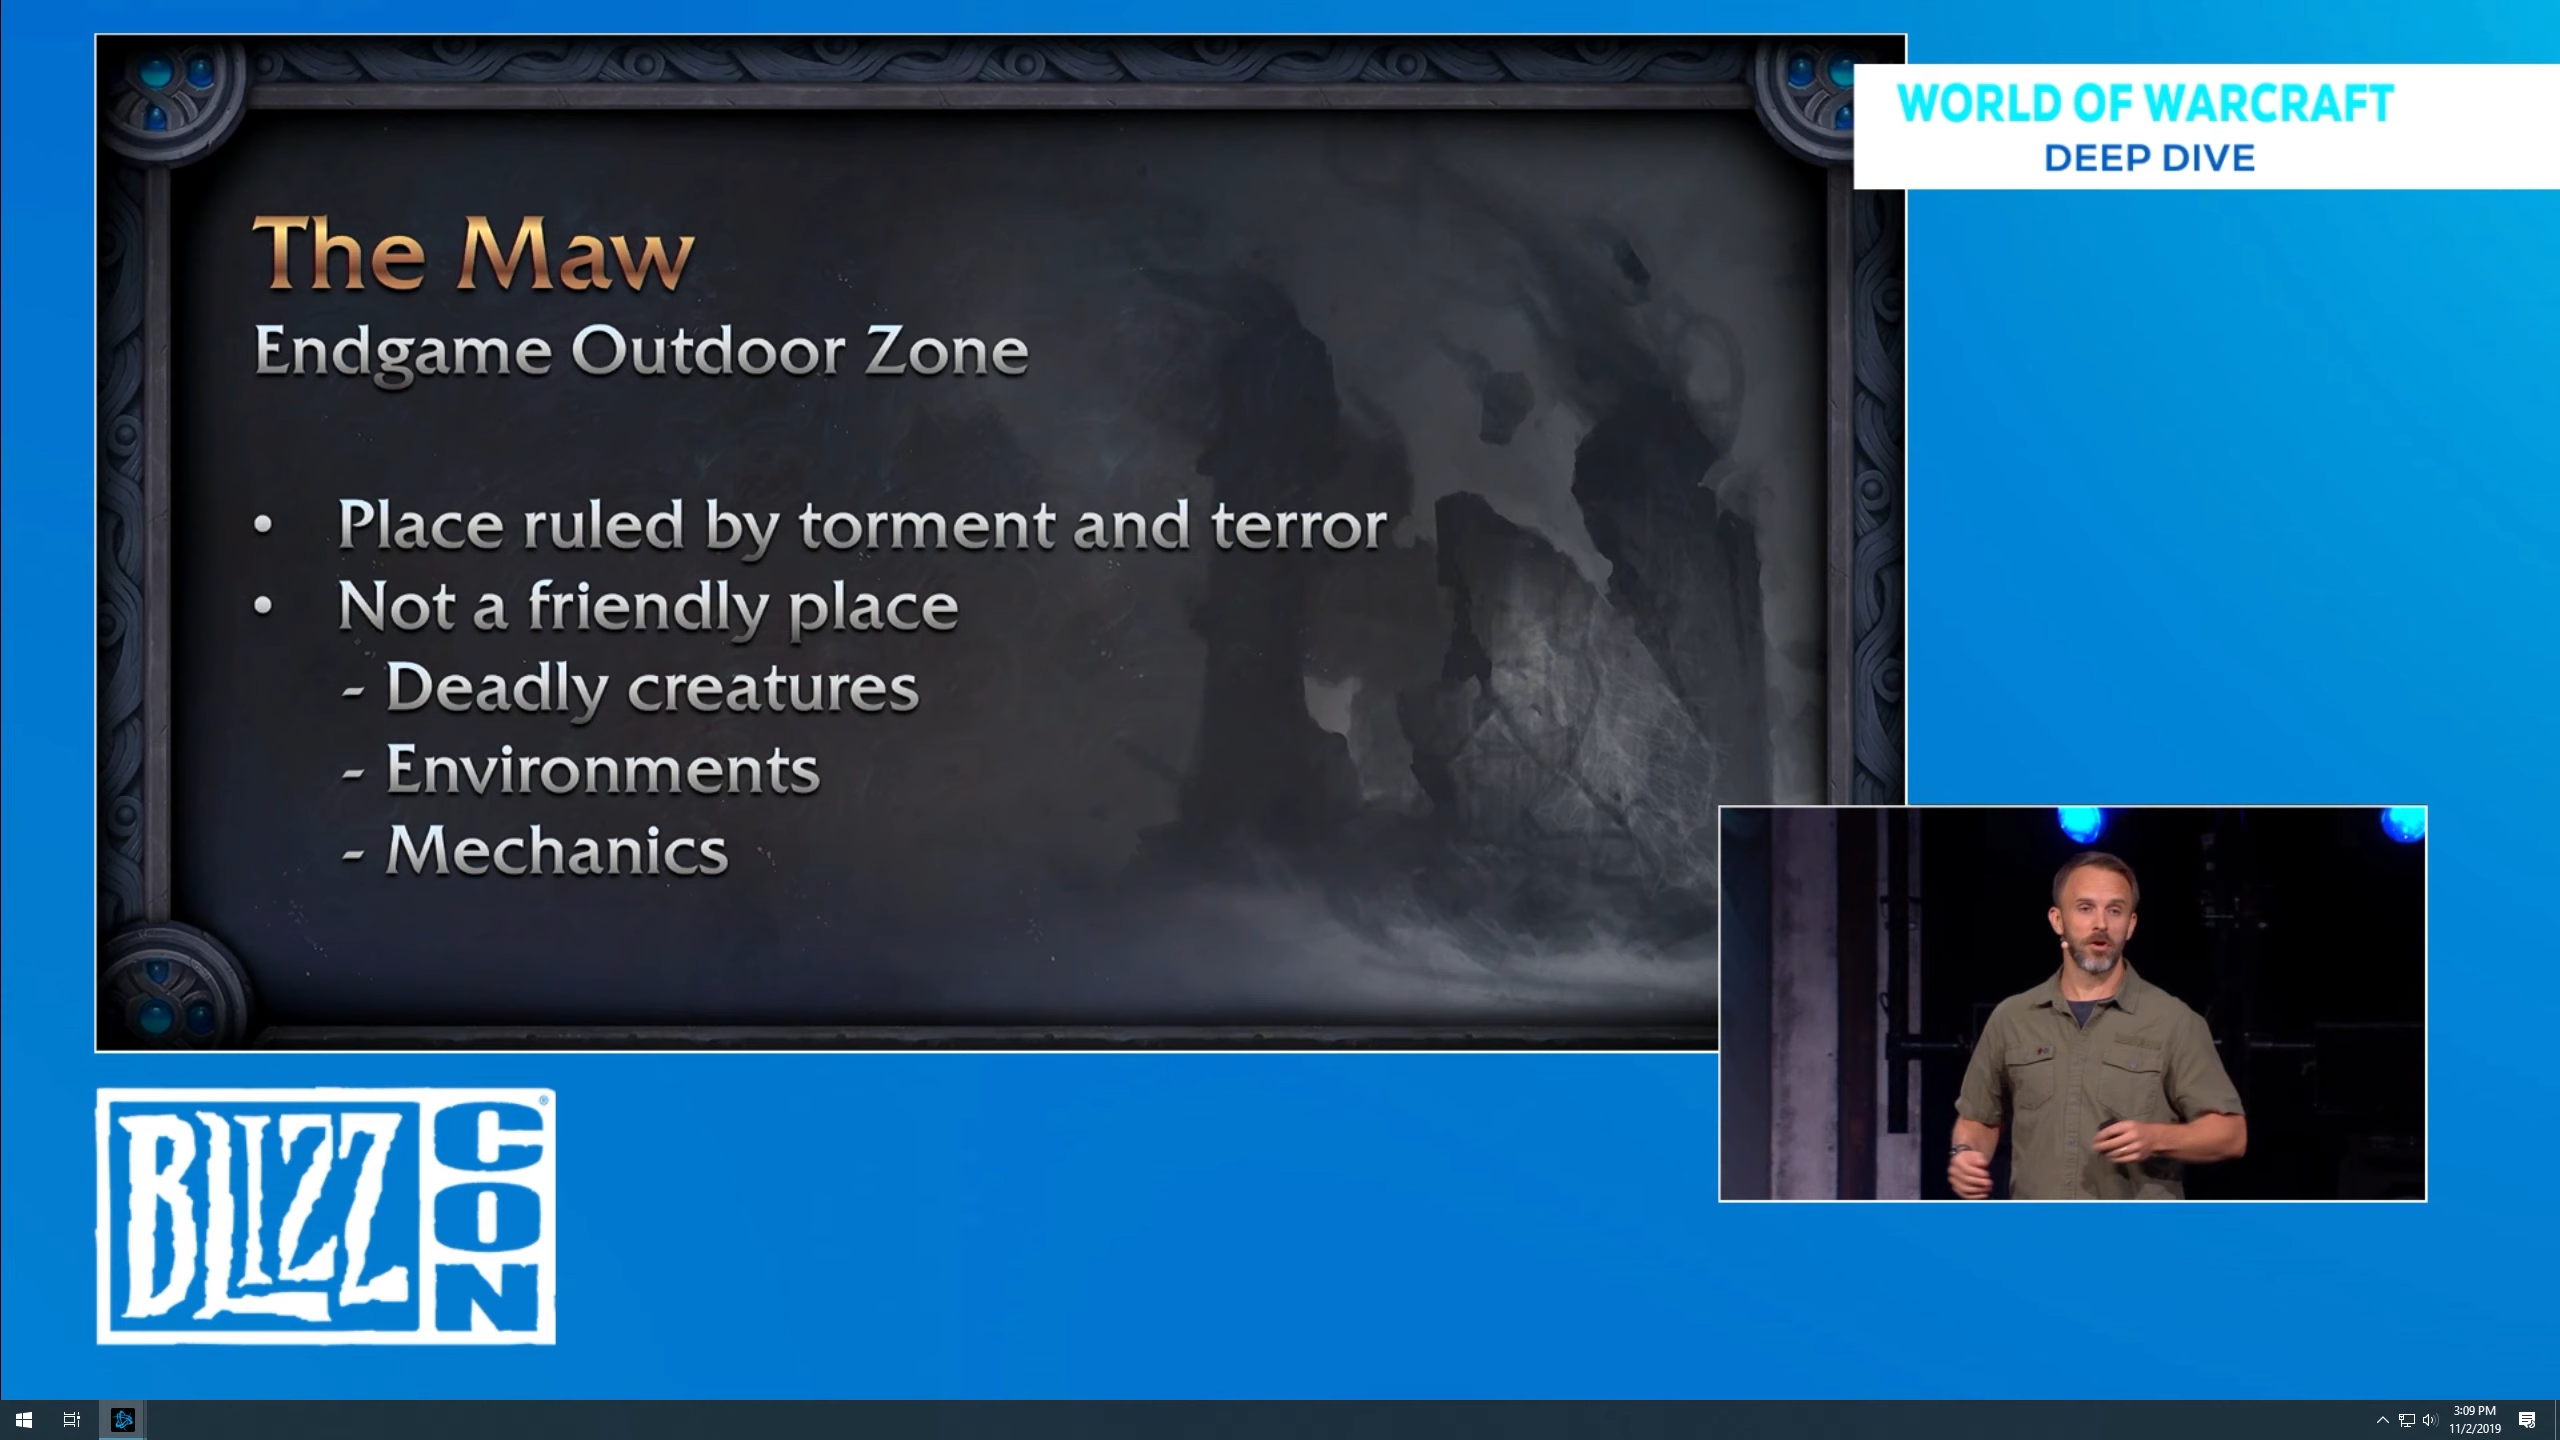 WORLD OF WARCRAFT
DEEP DIVE
The Maw
Endgame Outdoor Zone
• Place ruled by torment and terror
• Not a friendly place
- Deadly creatures
- Environments
- Mechanics
BLIZZ
CON
®
3:09 PM
11/2/2019